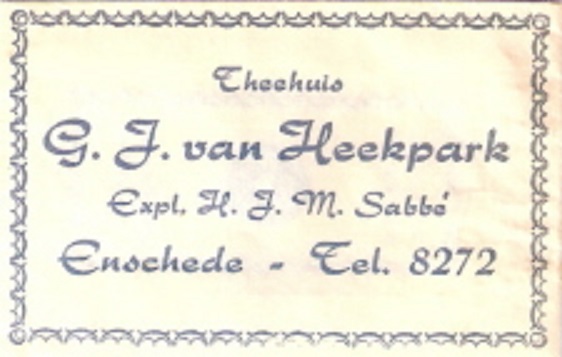 Theehuis
G. J. van Heekpark
Expl. H. J. M. Sabbé
Enschede - Tel. 8272